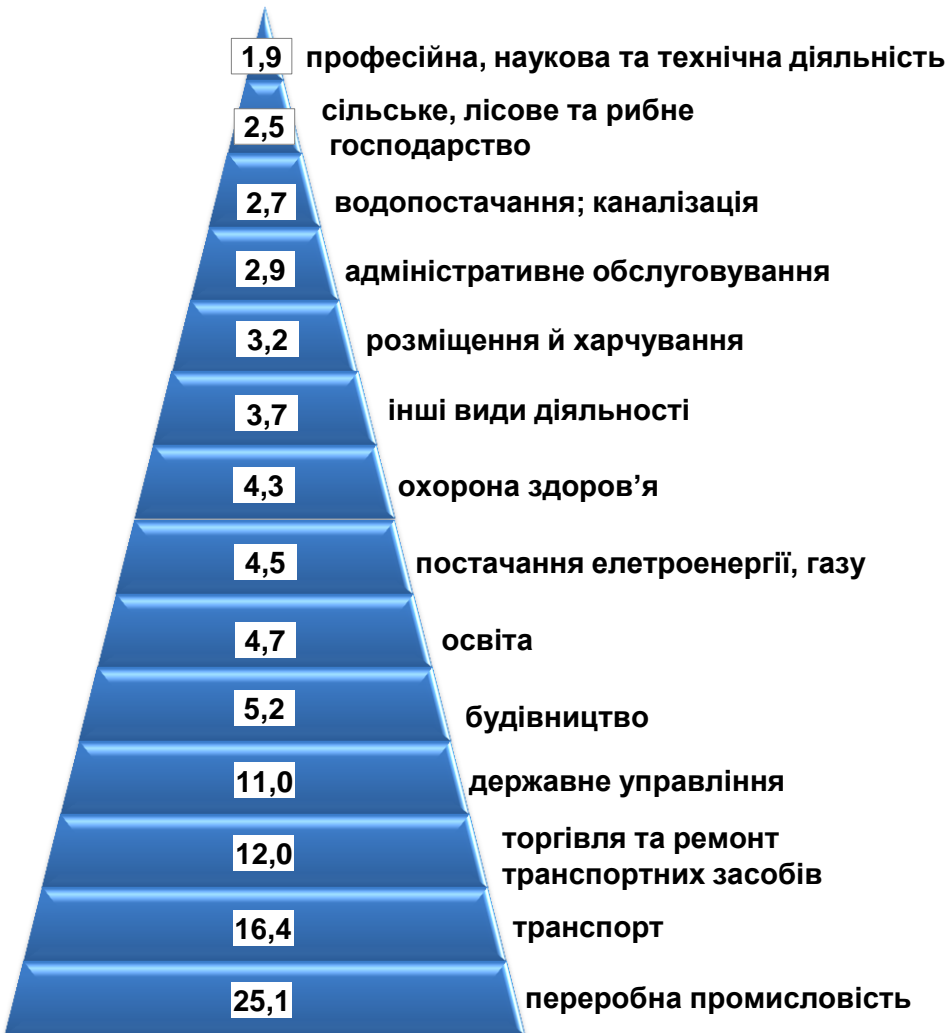 1,9 професійна, наукова та технічна діяльність
2,5 сільське, лісове та рибне
господарство
2,7 водопостачання; каналізація
2,9 адміністративне обслуговування
3,2 розміщення й харчування
3,7 інші види діяльності
4,3 охорона здоров’я
4,5 постачання елетроенергії, газу
4,7 освіта
5,2 будівництво
11,0 державне управління
12,0 торгівля та ремонт
транспортних засобів
16,4 транспорт
25,1 переробна промисловість